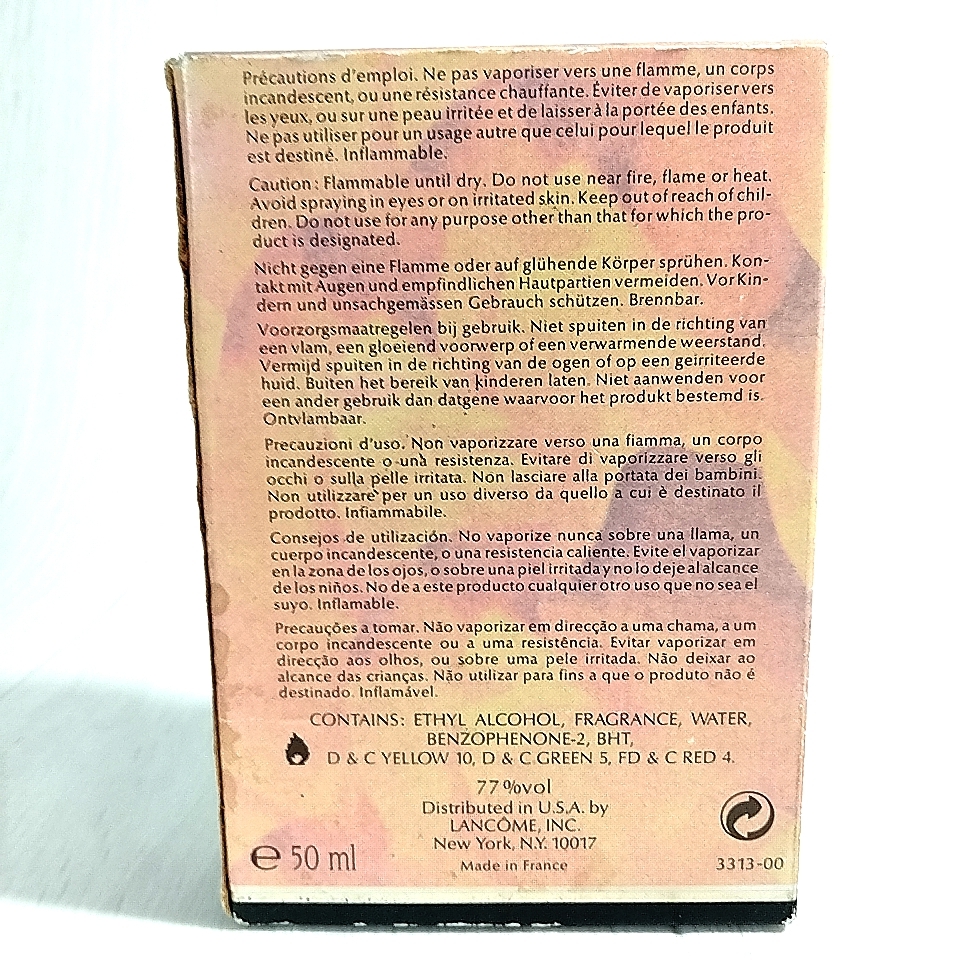 Précautions d'emploi. Ne pas vaporiser vers une flamme, un corps
incandescent, ou une résistance chauffante. Éviter de vaporiser vers
les yeux, ou sur une peau irritée et de laisser à la portée des enfants.
Ne pas utiliser pour un usage autre que celui pour lequel le produit
est destiné. Inflammable.
Caution: Flammable until dry. Do not use near fire, flame or heat.
Avoid spraying in eyes or on irritated skin. Keep out of reach of chil-
dren. Do not use for any purpose other than that for which the pro-
duct is designated.
Nicht gegen eine Flamme oder auf glühende Körper sprühen. Kon-
takt mit Augen und empfindlichen Hautpartien vermeiden. Vor Kin-
dern und unsachgemässen Gebrauch schützen. Brennbar.
Voorzorgsmaatregelen bij gebruik. Niet spuiten in de richting van
een vlam, een gloeiend voorwerp of een verwarmende weerstand.
Vermijd spuiten in de richting van de ogen of op een geirriteerde
huid. Buiten het bereik van kinderen laten. Niet aanwenden voor
een ander gebruik dan datgene waarvoor het produkt bestemd is.
Ontvlambaar.
Precauzioni d'uso. Non vaporizzare verso una fiamma, un corpo
incandescente o una resistenza. Evitare di vaporizzare verso gli
occhi o sulla pelle irritata. Non lasciare alla portata dei bambini.
Non utilizzare per un uso diverso da quello a cui è destinato il
prodotto. Infiammabile.
Consejos de utilización. No vaporize nunca sobre una llama, un
cuerpo incandescente, o una resistencia caliente. Evite el vaporizar
en la zona de los ojos, o sobre una piel irritada y no lo deje al alcance
de los niños. No de a este producto cualquier otro uso que no sea el
suyo. Inflamable.
Precauções a tomar. Não vaporizar em direcção a uma chama, a um
corpo incandescente ou a uma resistência. Evitar vaporizar em
direcção aos olhos, ou sobre uma pele irritada. Não deixar ao
alcance das crianças. Não utilizar para fins a que o produto não é
destinado. Inflamável.
CONTAINS: ETHYL ALCOHOL, FRAGRANCE, WATER,
BENZOPHENONE-2, BHT,
D & C YELLOW 10, D & C GREEN 5, FD & C RED 4.
77%vol
Distributed in U.S.A. by
LANCÔME, INC.
New York, N.Y. 10017
Made in France
e 50 ml
3313-00